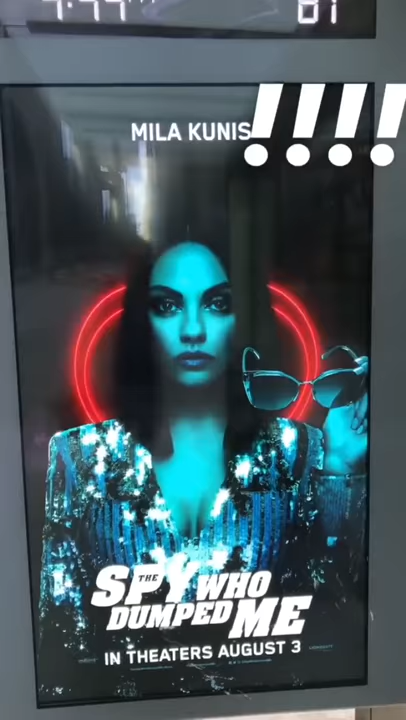 MILA KUNIS
!!!!
THE
SPY WHO
DUMPED ME
IN THEATERS AUGUST 3